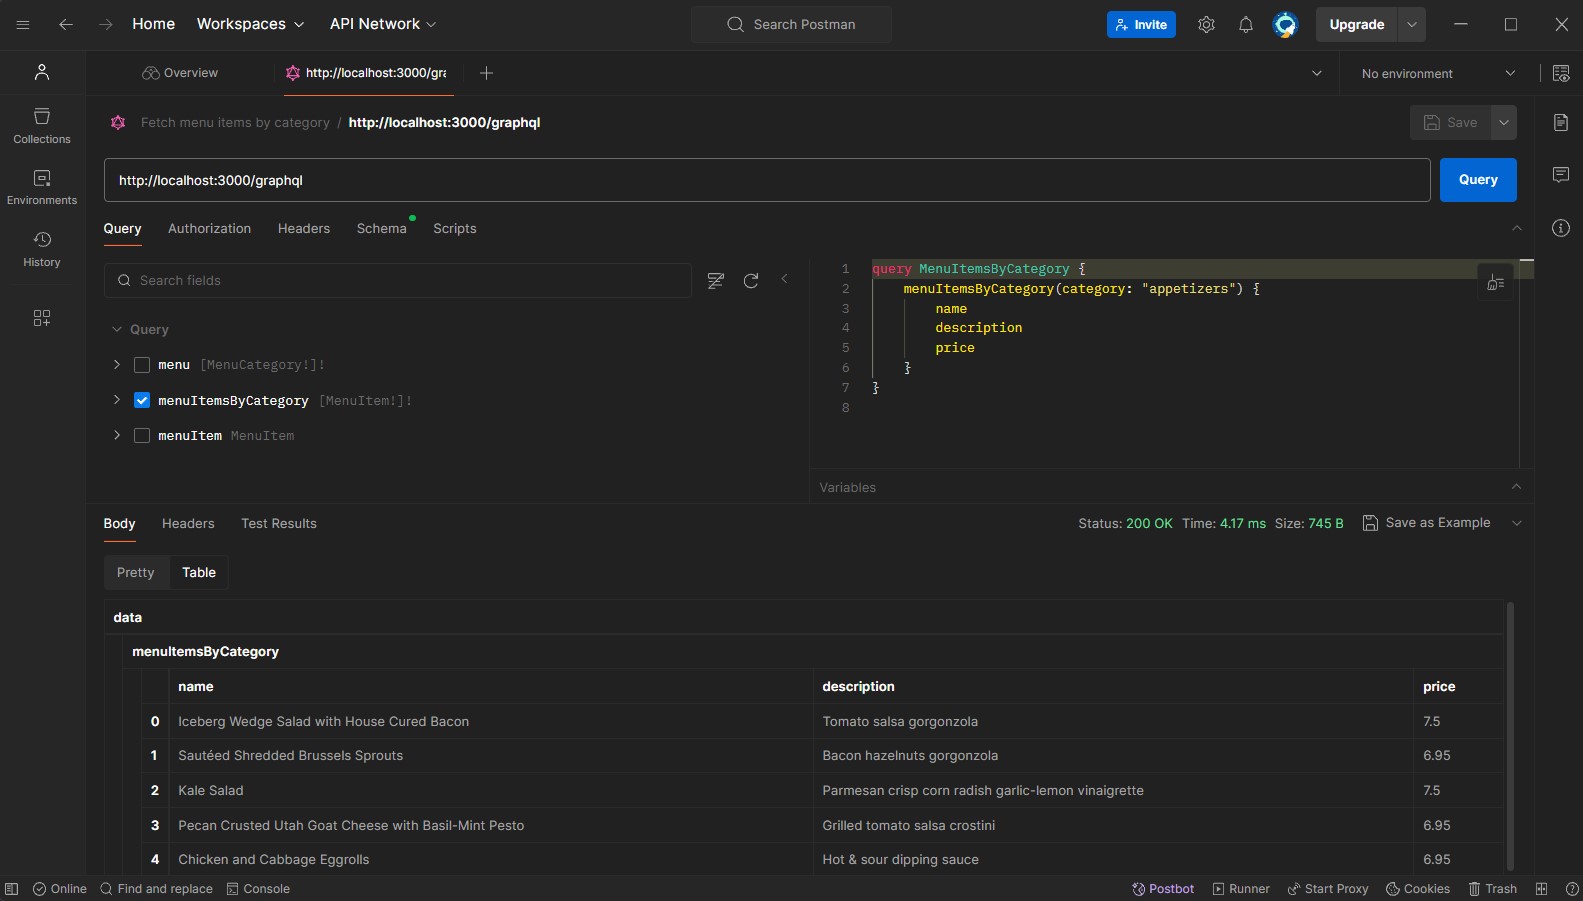 Home Workspaces API Network Search Postman Invite Upgrade
Overview http://localhost:3000/gra No environment
Fetch menu items by category / http://localhost:3000/graphql Save
http://localhost:3000/graphql Query
Collections
Environments
History
Query Authorization Headers Schema Scripts
Search fields
Query
menu [MenuCategory!]!
menuItemsByCategory [MenuItem!]!
menuItem MenuItem
1 query MenuItemsByCategory {
2 menuItemsByCategory(category: "appetizers") {
3 name
4 description
5 price
6 }
7 }
8
Variables
Body Headers Test Results Status: 200 OK Time: 4.17 ms Size: 745 B Save as Example
Pretty Table
data
menuItemsByCategory
name description price
0 Iceberg Wedge Salad with House Cured Bacon Tomato salsa gorgonzola 7.5
1 Sautéed Shredded Brussels Sprouts Bacon hazelnuts gorgonzola 6.95
2 Kale Salad Parmesan crisp corn radish garlic-lemon vinaigrette 7.5
3 Pecan Crusted Utah Goat Cheese with Basil-Mint Pesto Grilled tomato salsa crostini 6.95
4 Chicken and Cabbage Eggrolls Hot & sour dipping sauce 6.95
Online Find and replace Console Postbot Runner Start Proxy Cookies Trash